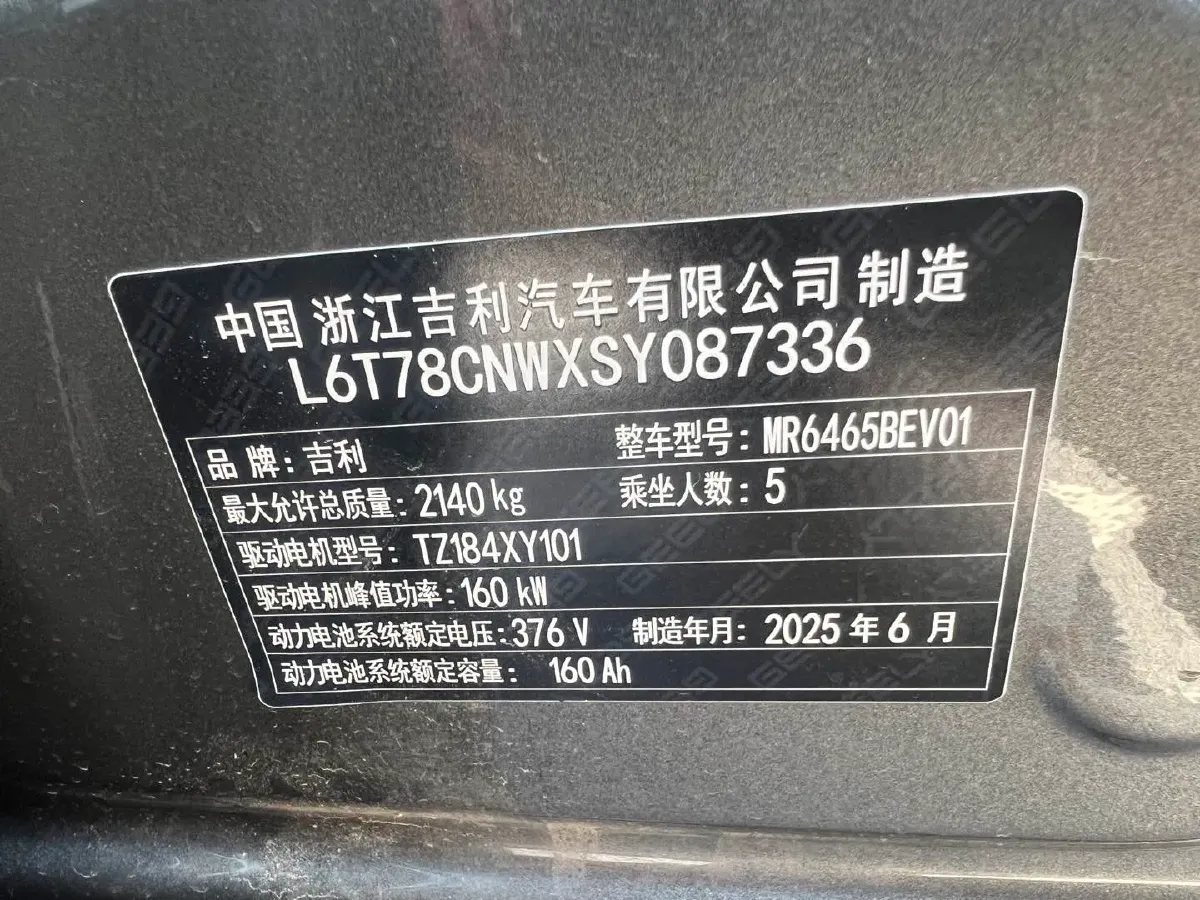 中国 浙江吉利汽车有限公司 制造
L6T78CNWXSY087336
品 牌：吉利 整车型号：MR6465BEV01
最大允许总质量：2140 kg 乘坐人数：5
驱动电机型号：TZ184XY101
驱动电机峰值功率：160 kW
动力电池系统额定电压：376 V 制造年月：2025 年 6 月
动力电池系统额定容量：160 Ah